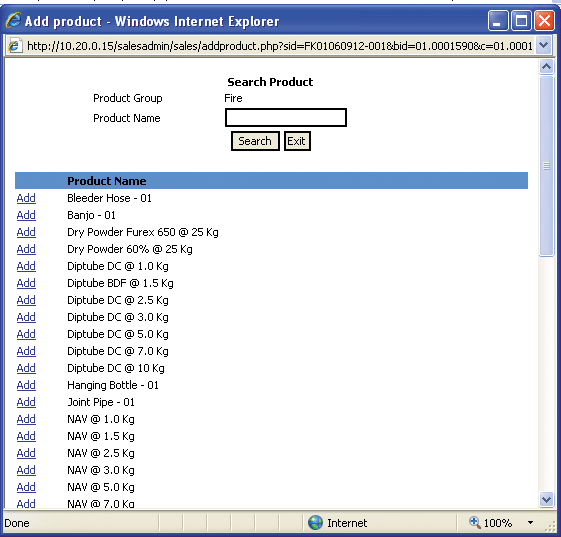 Add product - Windows Internet Explorer
http://10.20.0.15/salesadmin/sales/addproduct.php?sid=FK01060912-001&bid=01.0001590&c=01.0001
Search Product
Product Group Fire
Product Name
Search Exit
Product Name
Add Bleeder Hose - 01
Add Banjo - 01
Add Dry Powder Furex 650 @ 25 Kg
Add Dry Powder 60% @ 25 Kg
Add Diptube DC @ 1.0 Kg
Add Diptube BDF @ 1.5 Kg
Add Diptube DC @ 2.5 Kg
Add Diptube DC @ 3.0 Kg
Add Diptube DC @ 5.0 Kg
Add Diptube DC @ 7.0 Kg
Add Diptube DC @ 10 Kg
Add Hanging Bottle - 01
Add Joint Pipe - 01
Add NAV @ 1.0 Kg
Add NAV @ 1.5 Kg
Add NAV @ 2.5 Kg
Add NAV @ 3.0 Kg
Add NAV @ 5.0 Kg
Add NAV @ 7.0 Kg
Done Internet 100%